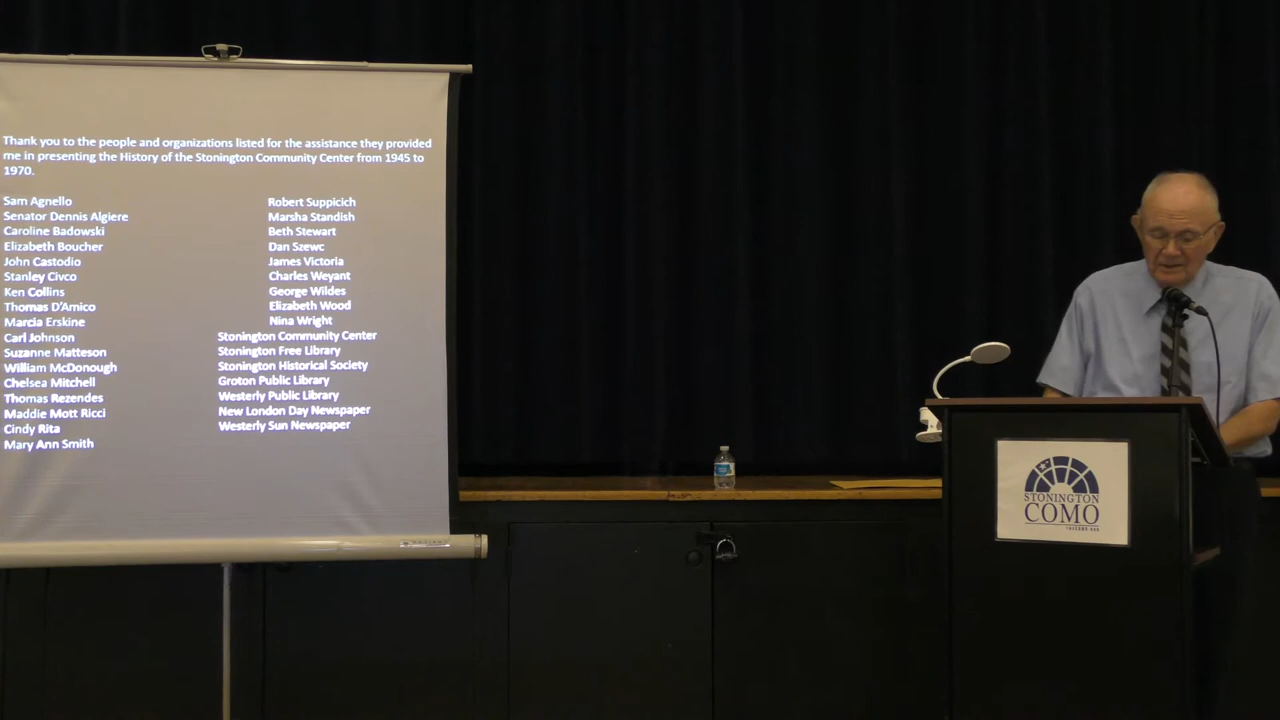 Thank you to the people and organizations listed for the assistance they provided
me in presenting the History of the Stonington Community Center from 1945 to
1970.
Sam Agnello
Senator Dennis Algiere
Caroline Badowski
Elizabeth Boucher
John Castodio
Stanley Civco
Ken Collins
Thomas D'Amico
Marcia Erskine
Carl Johnson
Suzanne Matteson
William McDonough
Chelsea Mitchell
Thomas Rezendes
Maddie Mott Ricci
Cindy Rita
Mary Ann Smith
Robert Suppicich
Marsha Standish
Beth Stewart
Dan Szewc
James Victoria
Charles Weyant
George Wildes
Elizabeth Wood
Nina Wright
Stonington Community Center
Stonington Free Library
Stonington Historical Society
Groton Public Library
Westerly Public Library
New London Day Newspaper
Westerly Sun Newspaper
STONINGTON
COMO